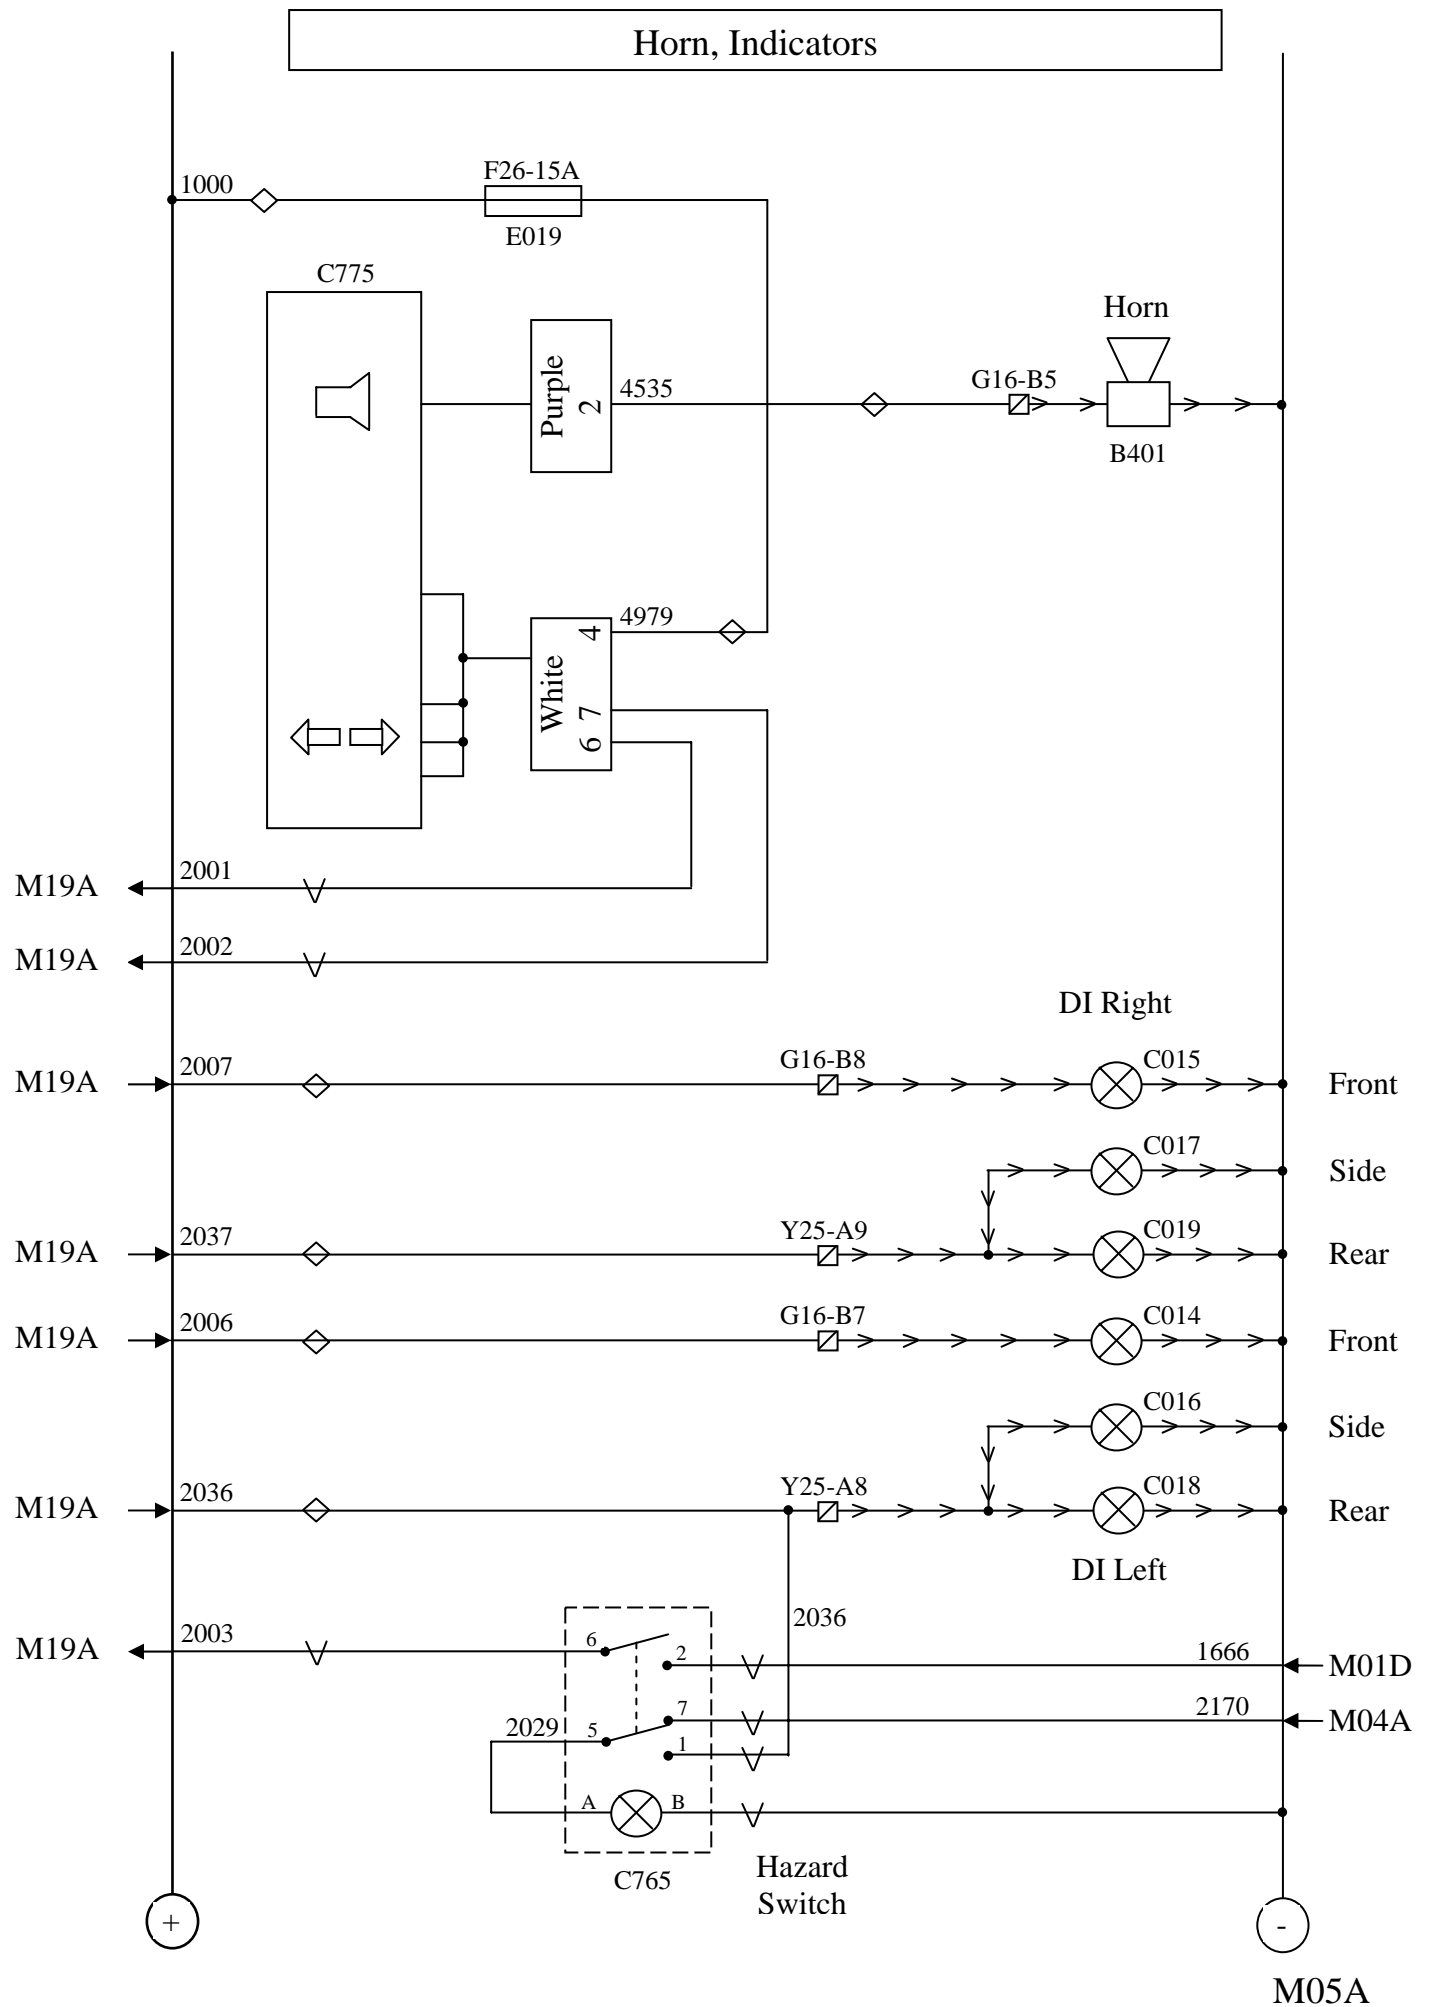 Horn, Indicators
F26-15A
1000
E019
C775
Horn
Purple
2
4535
G16-B5
B401
4979
White
4
7
6
M19A
2001
M19A
2002
DI Right
M19A
2007
G16-B8
C015
Front
C017
Side
M19A
2037
Y25-A9
C019
Rear
M19A
2006
G16-B7
C014
Front
C016
Side
M19A
2036
Y25-A8
C018
Rear
DI Left
2036
M19A
2003
6
2
1666
M01D
7
2170
M04A
2029
5
1
A
B
C765
Hazard
Switch
+
-
M05A